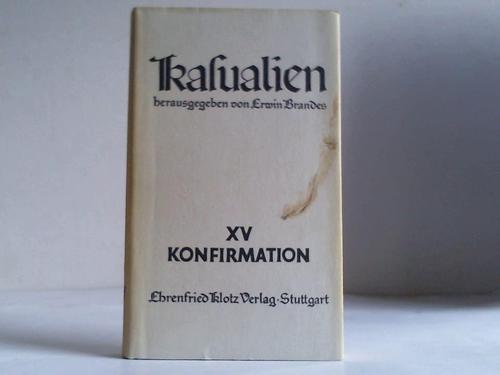 Kasualien
herausgegeben von Erwin Brandes
XV
KONFIRMATION
Ehrenfried Klotz Verlag · Stuttgart